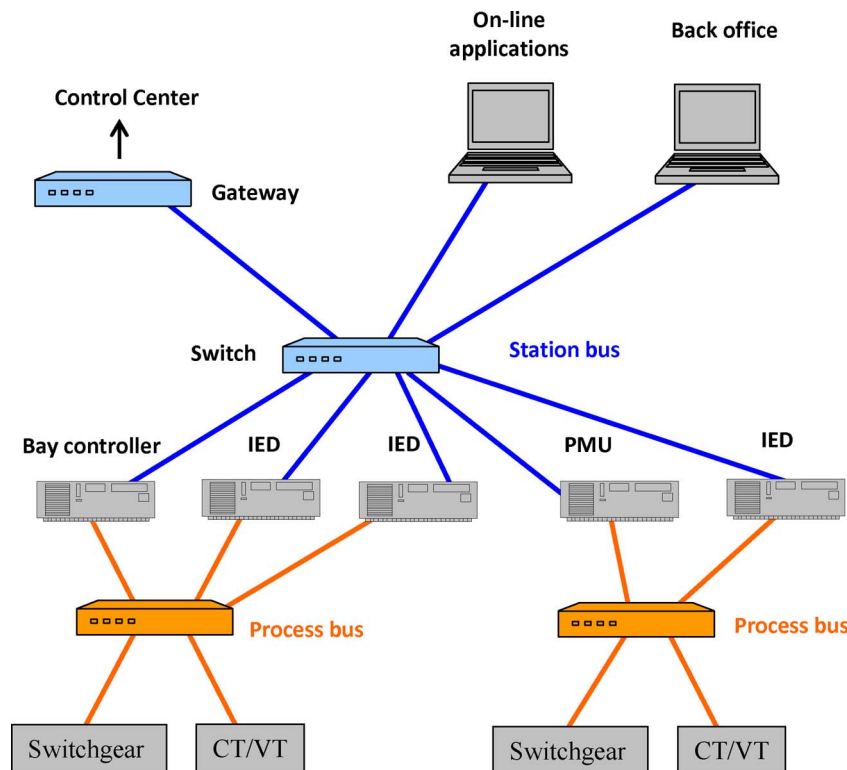 On-line
applications
Back office
Control Center
Gateway
Switch
Station bus
Bay controller
IED
IED
PMU
IED
Process bus
Process bus
Switchgear
CT/VT
Switchgear
CT/VT